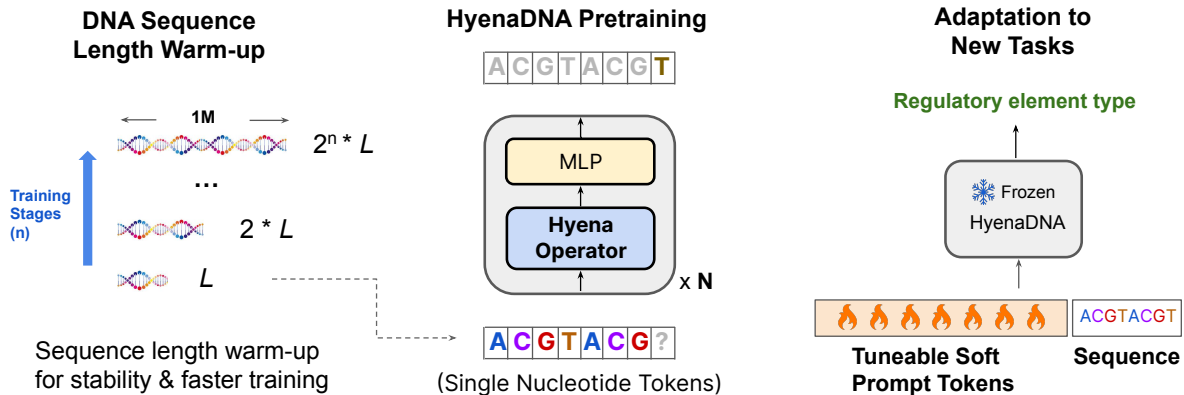 DNA Sequence
Length Warm-up
1M
2ⁿ * L
...
Training
Stages
(n)
2 * L
L
Sequence length warm-up
for stability & faster training
HyenaDNA Pretraining
A C G T A C G T
MLP
Hyena
Operator
x N
A C G T A C G ?
(Single Nucleotide Tokens)
Adaptation to
New Tasks
Regulatory element type
Frozen
HyenaDNA
ACGTACGT
Tuneable Soft
Prompt Tokens
Sequence